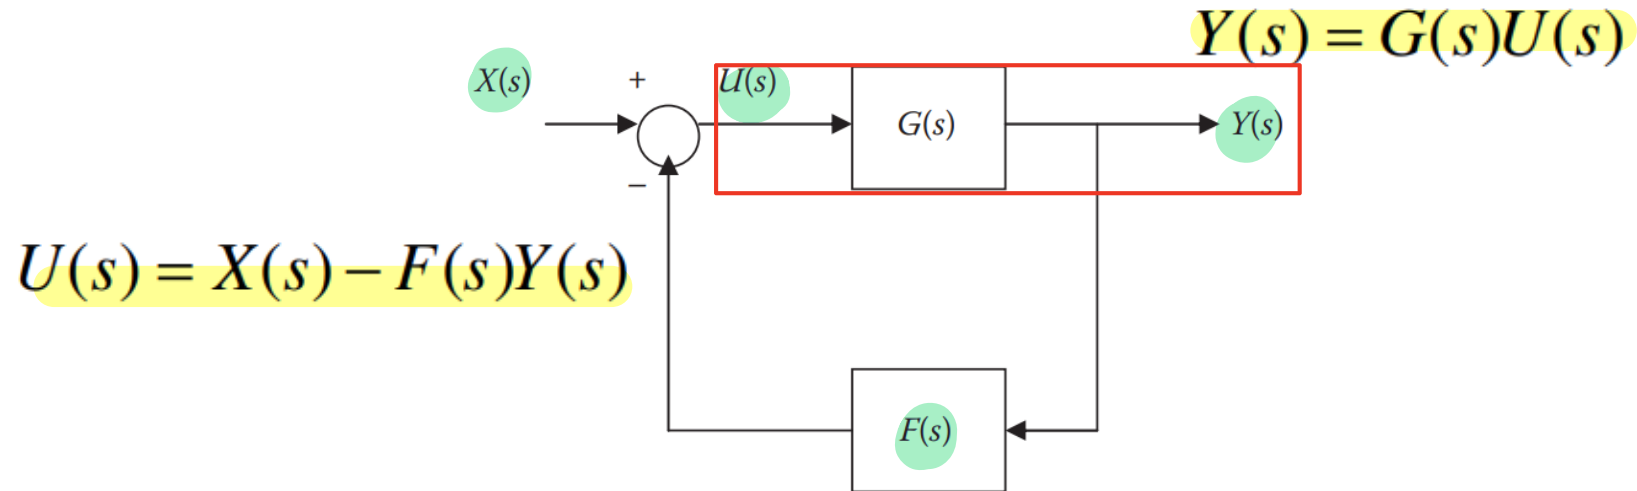 Y(s) = G(s)U(s)
X(s)
+
U(s)
G(s)
Y(s)
−
U(s) = X(s) − F(s)Y(s)
F(s)